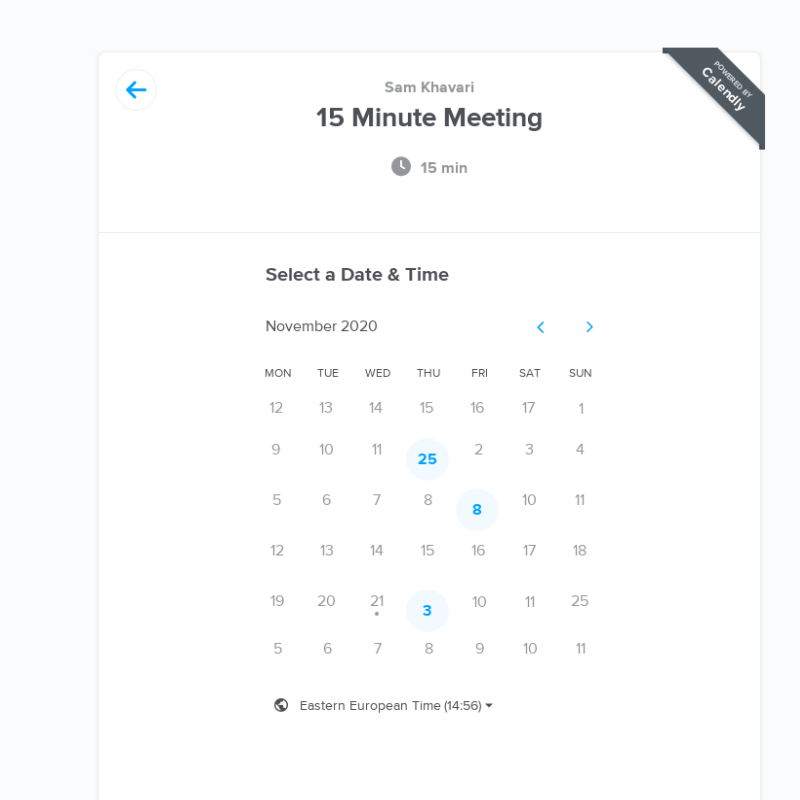 POWERED BY
Calendly
Sam Khavari
15 Minute Meeting
15 min
Select a Date & Time
November 2020
MON TUE WED THU FRI SAT SUN
12 13 14 15 16 17 1
9 10 11 25 2 3 4
5 6 7 8 8 10 11
12 13 14 15 16 17 18
19 20 21 3 10 11 25
5 6 7 8 9 10 11
Eastern European Time (14:56)